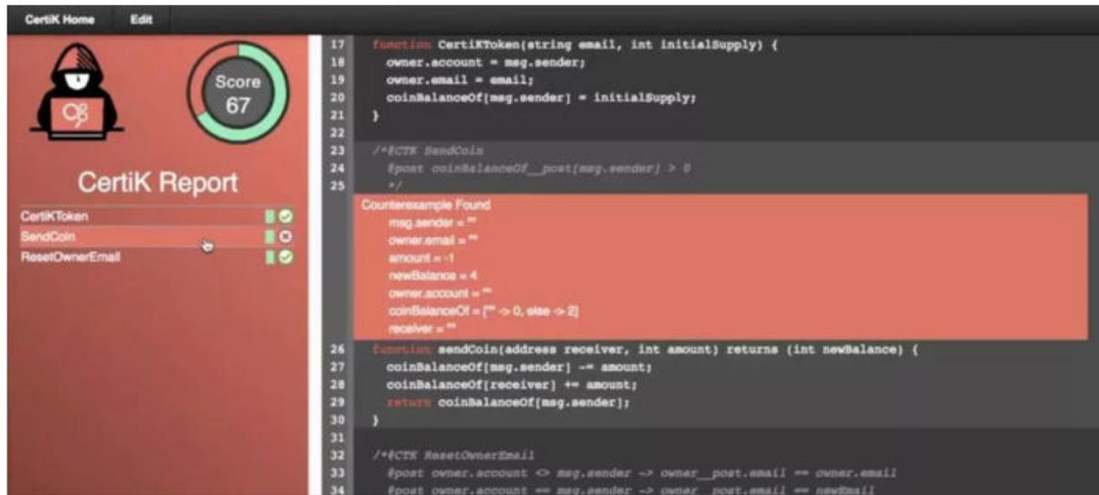 CertiK Home Edit
Score
67
CertiK Report
CertiKToken
SendCoin
ResetOwnerEmail
17 function CertiKToken(string email, int initialSupply) {
18 owner.account = msg.sender;
19 owner.email = email;
20 coinBalanceOf[msg.sender] = initialSupply;
21 }
22
23 /*#CTK SendCoin
24 #post coinBalanceOf__post[msg.sender] > 0
25 */
Counterexample Found
msg.sender = ""
owner.email = ""
amount = -1
newBalance = 4
owner.account = ""
coinBalanceOf = ["" -> 0, else -> 2]
receiver = ""
26 function sendCoin(address receiver, int amount) returns (int newBalance) {
27 coinBalanceOf[msg.sender] -= amount;
28 coinBalanceOf[receiver] += amount;
29 return coinBalanceOf[msg.sender];
30 }
31
32 /*#CTK ResetOwnerEmail
33 #post owner.account <> msg.sender -> owner__post.email == owner.email
34 #post owner.account == msg.sender -> owner__post.email == newEmail